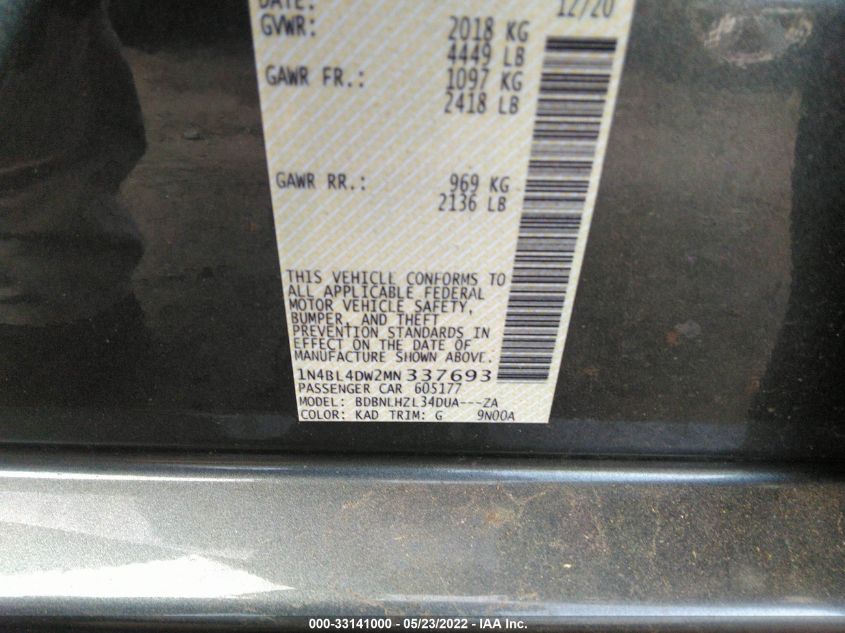 DATE: 12/20
GVWR: 2018 KG
4449 LB
GAWR FR.: 1097 KG
2418 LB
GAWR RR.: 969 KG
2136 LB
THIS VEHICLE CONFORMS TO
ALL APPLICABLE FEDERAL
MOTOR VEHICLE SAFETY,
BUMPER, AND THEFT
PREVENTION STANDARDS IN
EFFECT ON THE DATE OF
MANUFACTURE SHOWN ABOVE.
1N4BL4DW2MN337693
PASSENGER CAR 605177
MODEL: BDBNLHZL34DUA---ZA
COLOR: KAD TRIM: G 9N00A
000-33141000 - 05/23/2022 - IAA Inc.